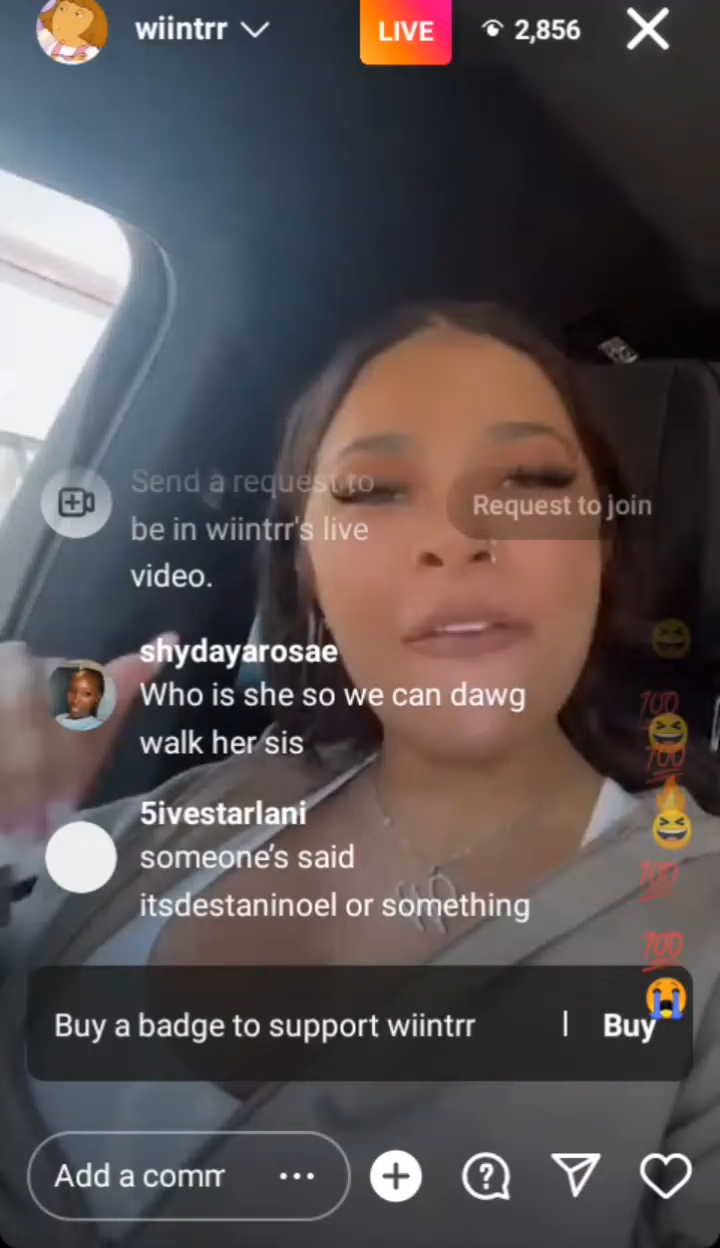 wiintrr LIVE 2,856
Send a request to
be in wiintrr's live
video.
Request to join
shydayarosae
Who is she so we can dawg
walk her sis
5ivestarlani
someone’s said
itsdestaninoel or something
Buy a badge to support wiintrr | Buy
Add a comm